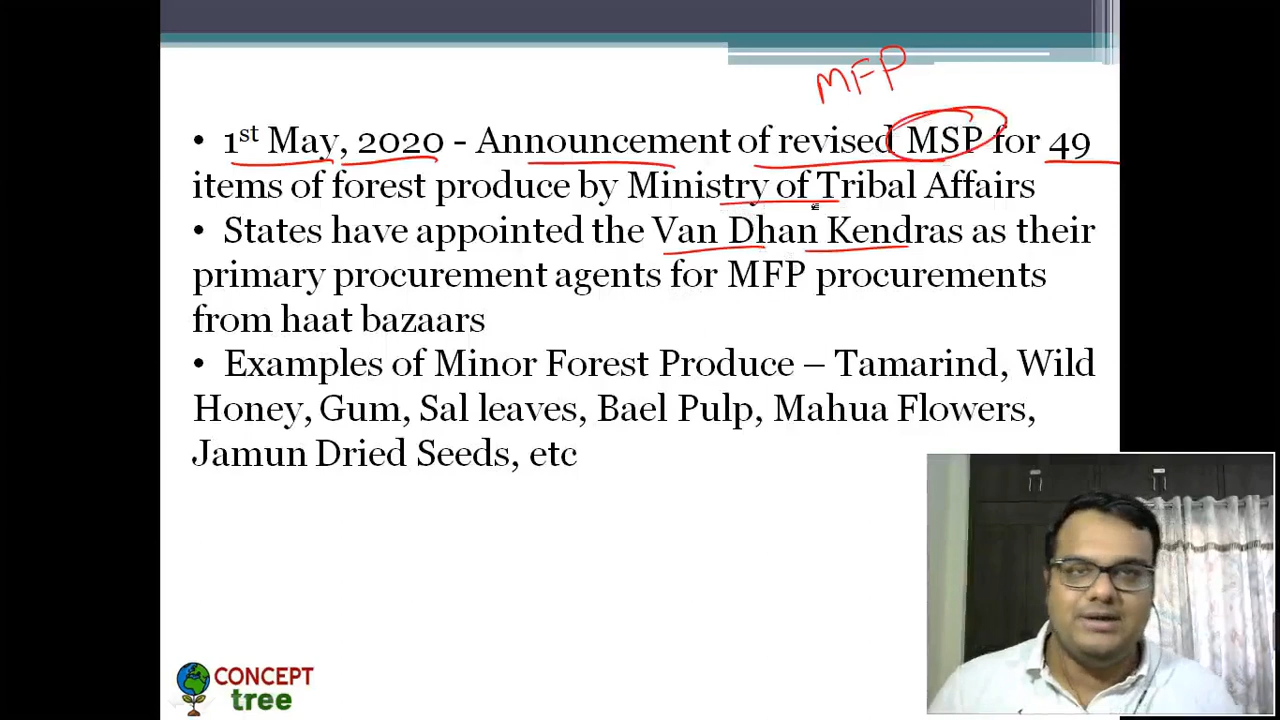 MFP
• 1st May, 2020 - Announcement of revised MSP for 49
items of forest produce by Ministry of Tribal Affairs
• States have appointed the Van Dhan Kendras as their
primary procurement agents for MFP procurements
from haat bazaars
• Examples of Minor Forest Produce – Tamarind, Wild
Honey, Gum, Sal leaves, Bael Pulp, Mahua Flowers,
Jamun Dried Seeds, etc
CONCEPT
tree